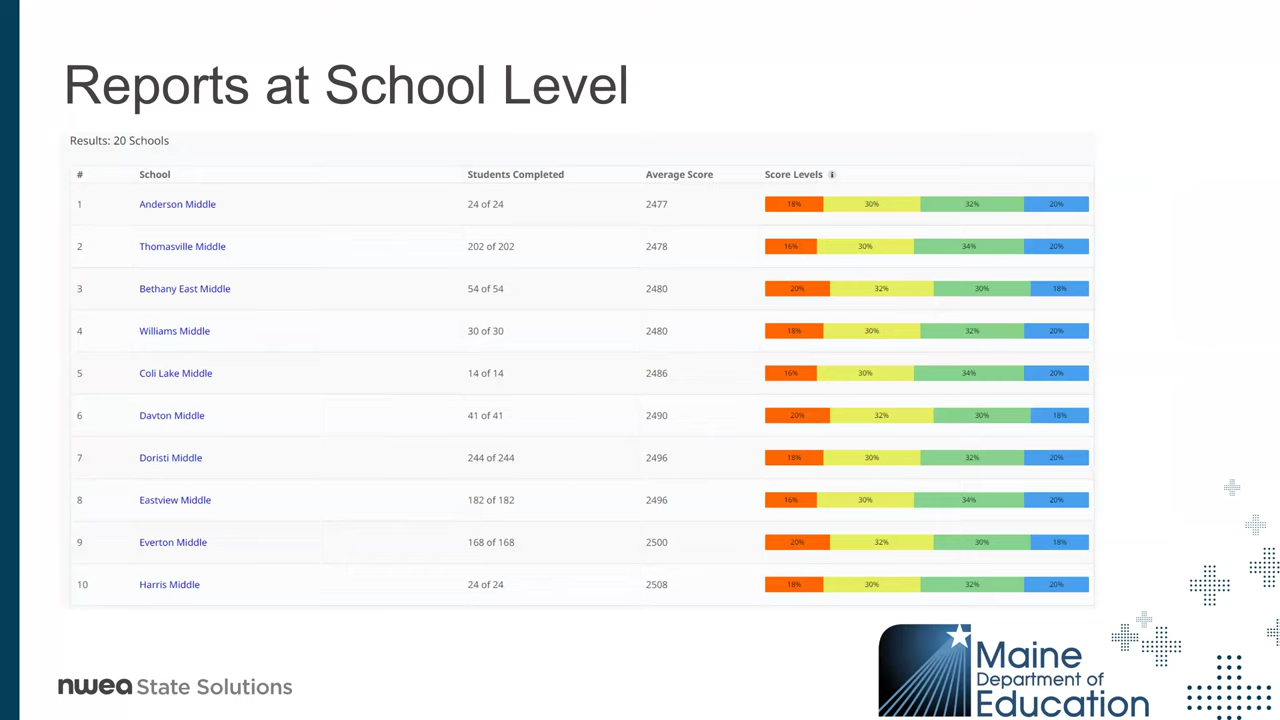 Reports at School Level
Results: 20 Schools
# School Students Completed Average Score Score Levels i
1 Anderson Middle 24 of 24 2477 18% 30% 32% 20%
2 Thomasville Middle 202 of 202 2478 16% 30% 34% 20%
3 Bethany East Middle 54 of 54 2480 20% 32% 30% 18%
4 Williams Middle 30 of 30 2480 18% 30% 32% 20%
5 Coli Lake Middle 14 of 14 2486 16% 30% 34% 20%
6 Davton Middle 41 of 41 2490 20% 32% 30% 18%
7 Doristi Middle 244 of 244 2496 18% 30% 32% 20%
8 Eastview Middle 182 of 182 2496 16% 30% 34% 20%
9 Everton Middle 168 of 168 2500 20% 32% 30% 18%
10 Harris Middle 24 of 24 2508 18% 30% 32% 20%
nwea State Solutions
Maine
Department of
Education